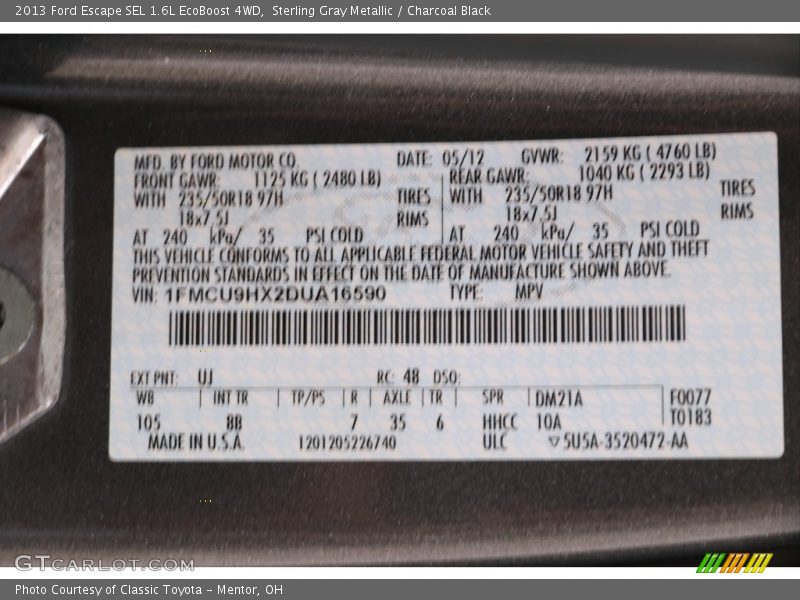 2013 Ford Escape SEL 1.6L EcoBoost 4WD, Sterling Gray Metallic / Charcoal Black
MFD. BY FORD MOTOR CO. DATE: 05/12 GVWR: 2159 KG ( 4760 LB)
FRONT GAWR: 1125 KG ( 2480 LB) REAR GAWR: 1040 KG ( 2293 LB)
WITH 235/50R18 97H TIRES WITH 235/50R18 97H TIRES
18x7.5J RIMS 18x7.5J RIMS
AT 240 kPa/ 35 PSI COLD AT 240 kPa/ 35 PSI COLD
THIS VEHICLE CONFORMS TO ALL APPLICABLE FEDERAL MOTOR VEHICLE SAFETY AND THEFT
PREVENTION STANDARDS IN EFFECT ON THE DATE OF MANUFACTURE SHOWN ABOVE.
VIN: 1FMCU9HX2DUA16590 TYPE: MPV
EXT PNT: UJ RC: 48 DSO:
WB INT TR TP/PS R AXLE TR SPR DM21A F0077
105 BB 7 35 6 HHCC 10A T0183
MADE IN U.S.A. 1201205226740 ULC ▽5U5A-3520472-AA
GTCARLOT.COM
Photo Courtesy of Classic Toyota - Mentor, OH